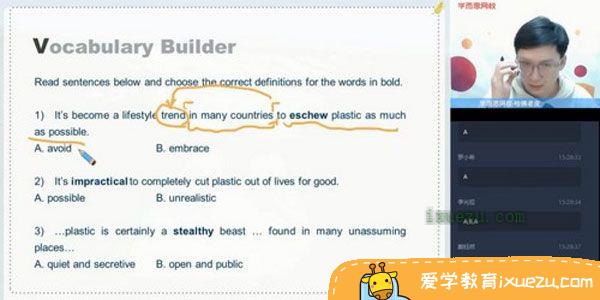 学而思网校
Vocabulary Builder
Read sentences below and choose the correct definitions for the words in bold.
1) It's become a lifestyle trend in many countries to eschew plastic as much
as possible.
A. avoid B. embrace
2) It's impractical to completely cut plastic out of lives for good.
A. possible B. unrealistic
3) …plastic is certainly a stealthy beast … found in many unassuming
places…
A. quiet and secretive B. open and public
A
15:28:33
A
15:28:34
15:28:37
ixuezu.com
爱学教育ixuezu.com